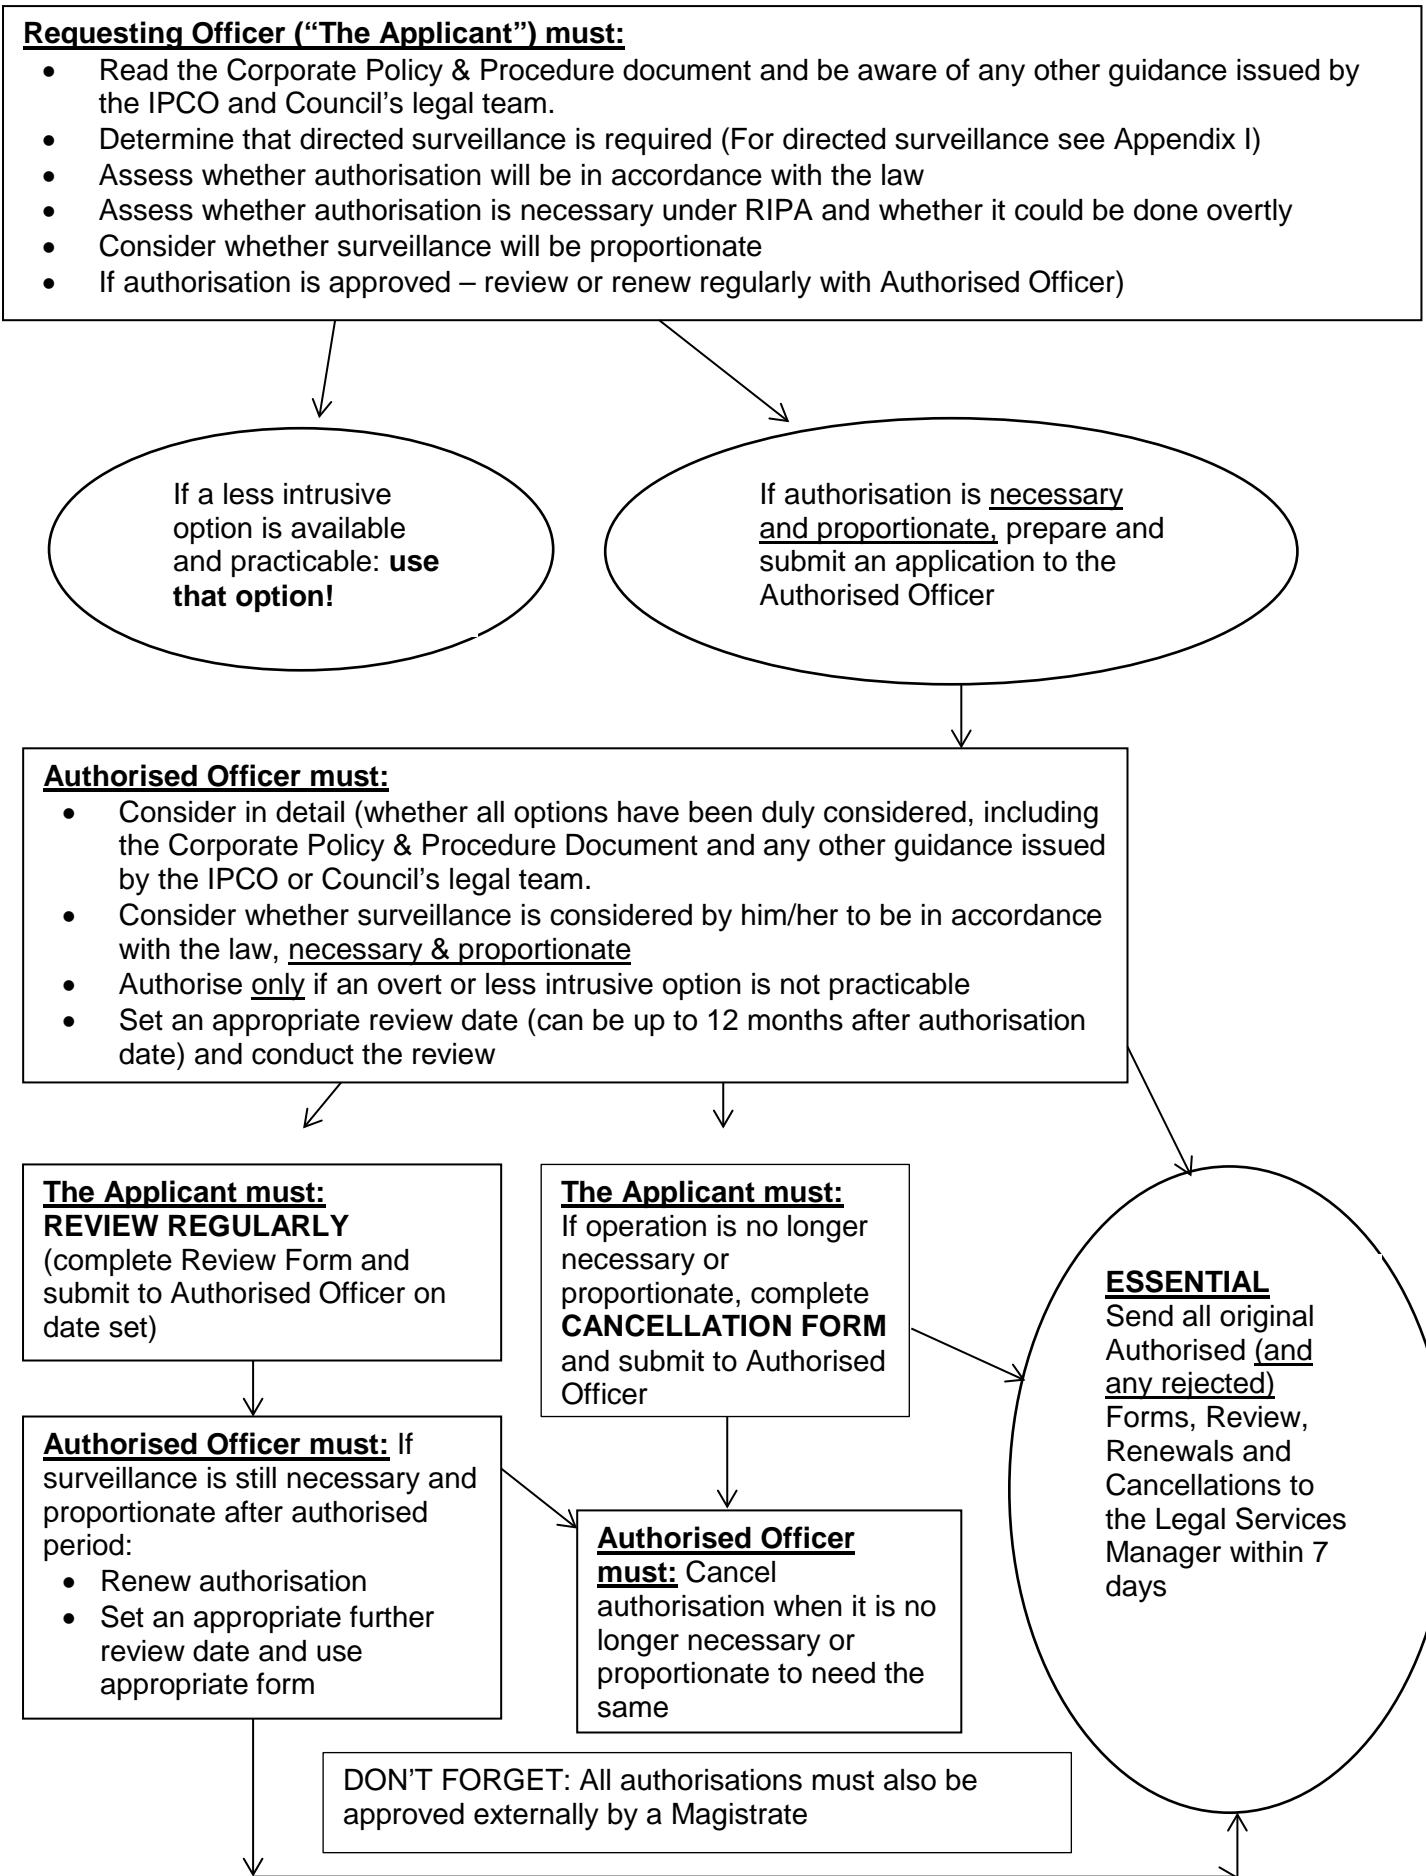 Requesting Officer (“The Applicant”) must:
• Read the Corporate Policy & Procedure document and be aware of any other guidance issued by
the IPCO and Council’s legal team.
• Determine that directed surveillance is required (For directed surveillance see Appendix I)
• Assess whether authorisation will be in accordance with the law
• Assess whether authorisation is necessary under RIPA and whether it could be done overtly
• Consider whether surveillance will be proportionate
• If authorisation is approved – review or renew regularly with Authorised Officer)
If a less intrusive
option is available
and practicable: use
that option!
If authorisation is necessary
and proportionate, prepare and
submit an application to the
Authorised Officer
Authorised Officer must:
• Consider in detail (whether all options have been duly considered, including
the Corporate Policy & Procedure Document and any other guidance issued
by the IPCO or Council’s legal team.
• Consider whether surveillance is considered by him/her to be in accordance
with the law, necessary & proportionate
• Authorise only if an overt or less intrusive option is not practicable
• Set an appropriate review date (can be up to 12 months after authorisation
date) and conduct the review
The Applicant must:
REVIEW REGULARLY
(complete Review Form and
submit to Authorised Officer on
date set)
The Applicant must:
If operation is no longer
necessary or
proportionate, complete
CANCELLATION FORM
and submit to Authorised
Officer
ESSENTIAL
Send all original
Authorised (and
any rejected)
Forms, Review,
Renewals and
Cancellations to
the Legal Services
Manager within 7
days
Authorised Officer must: If
surveillance is still necessary and
proportionate after authorised
period:
• Renew authorisation
• Set an appropriate further
review date and use
appropriate form
Authorised Officer
must: Cancel
authorisation when it is no
longer necessary or
proportionate to need the
same
DON’T FORGET: All authorisations must also be
approved externally by a Magistrate